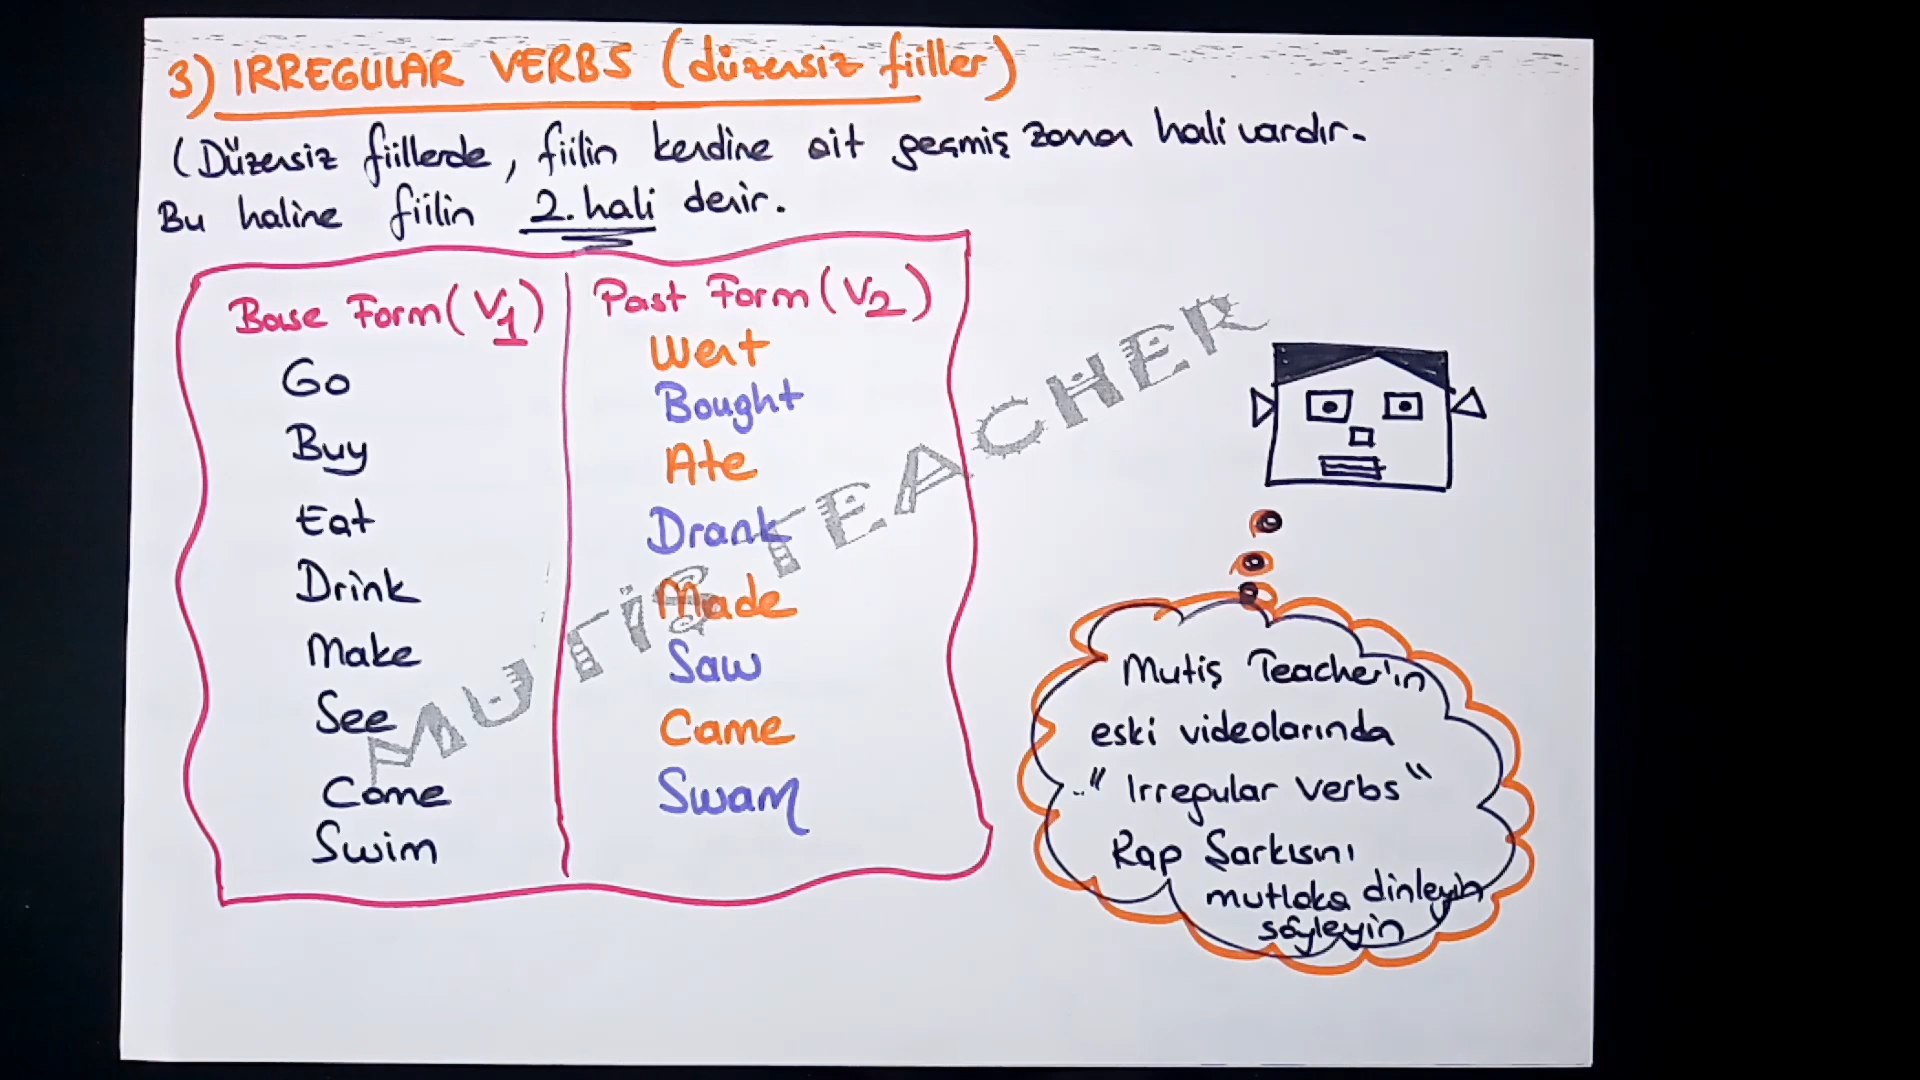 3) IRREGULAR VERBS (düzensiz fiiller)
(Düzensiz fiillerde, fiilin kendine ait geçmiş zaman hali vardır.
Bu haline fiilin 2. hali denir.
Base Form (V1)
Past Form (V2)
Go
Went
Buy
Bought
Eat
Ate
Drink
Drank
Make
Made
See
Saw
Come
Came
Swim
Swam
MUTİŞ TEACHER
Mutiş Teacher'in
eski videolarında
"Irregular verbs"
Rap Şarkısını
mutlaka dinleyin
söyleyin